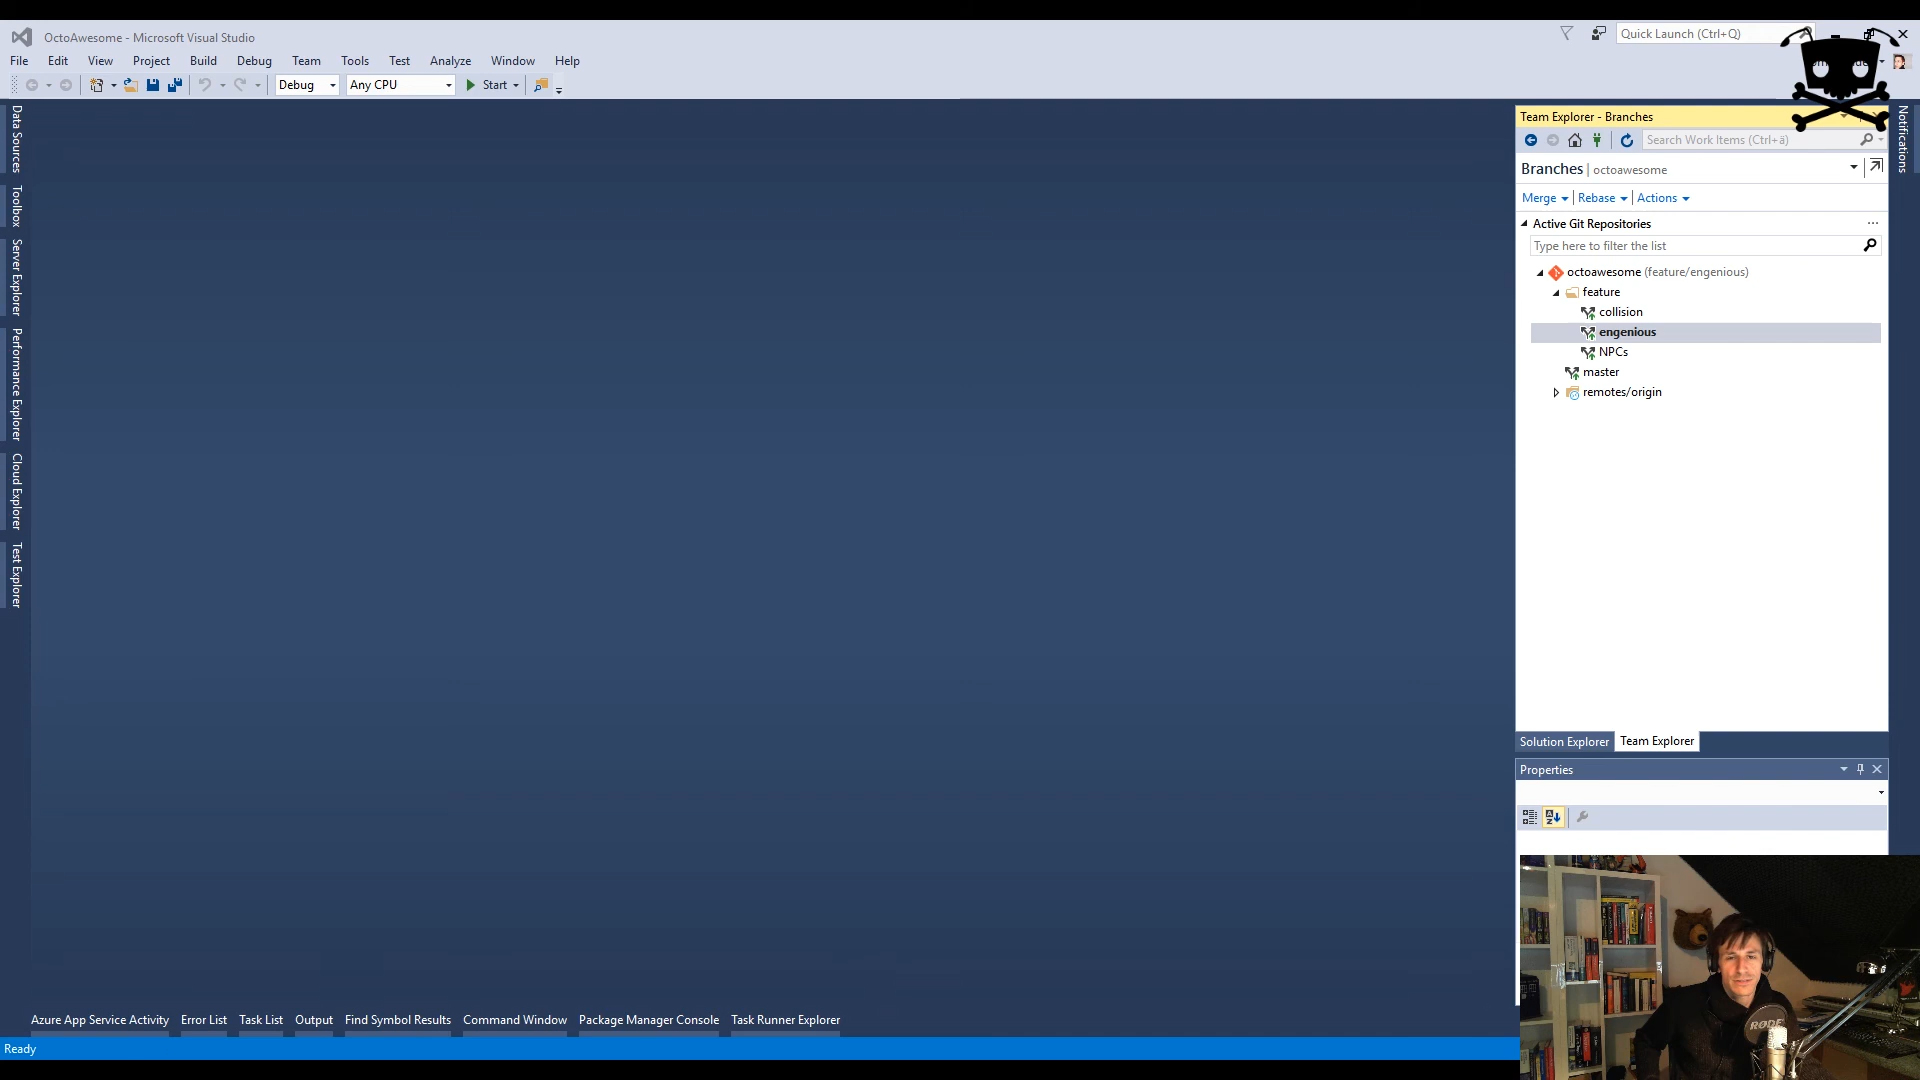 OctoAwesome - Microsoft Visual Studio
Quick Launch (Ctrl+Q)
File Edit View Project Build Debug Team Tools Test Analyze Window Help
Debug Any CPU Start
Data Sources
Toolbox
Server Explorer
Performance Explorer
Cloud Explorer
Test Explorer
Team Explorer - Branches
Search Work Items (Ctrl+ä)
Branches | octoawesome
Merge Rebase Actions
Active Git Repositories
Type here to filter the list
octoawesome (feature/engenious)
feature
collision
engenious
NPCs
master
remotes/origin
Solution Explorer Team Explorer
Properties
Notifications
Azure App Service Activity Error List Task List Output Find Symbol Results Command Window Package Manager Console Task Runner Explorer
Ready
RØDE